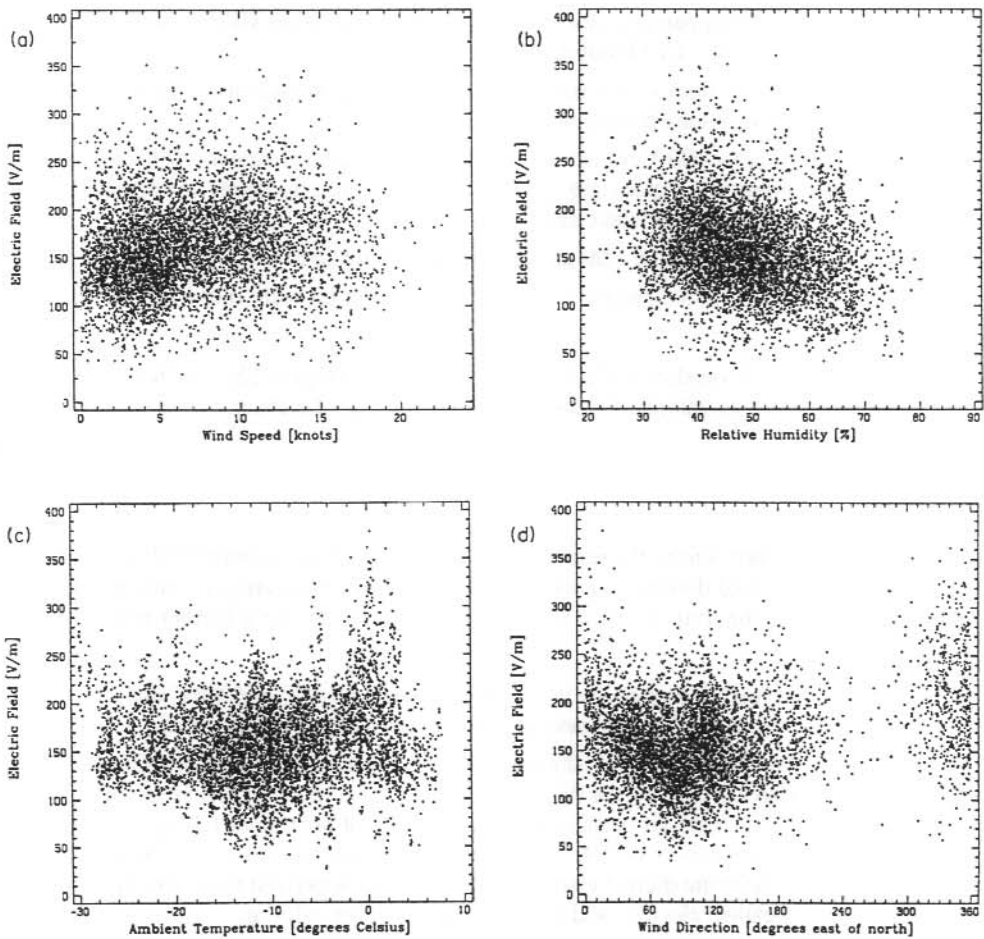 (a)
Electric Field [V/m]
400
350
300
250
200
150
100
50
0
0 5 10 15 20
Wind Speed [knots]
(b)
Electric Field [V/m]
400
350
300
250
200
150
100
50
0
20 30 40 50 60 70 80 90
Relative Humidity [%]
(c)
Electric Field [V/m]
400
350
300
250
200
150
100
50
0
-30 -20 -10 0 10
Ambient Temperature [degrees Celsius]
(d)
Electric Field [V/m]
400
350
300
250
200
150
100
50
0
0 60 120 180 240 300 360
Wind Direction [degrees east of north]